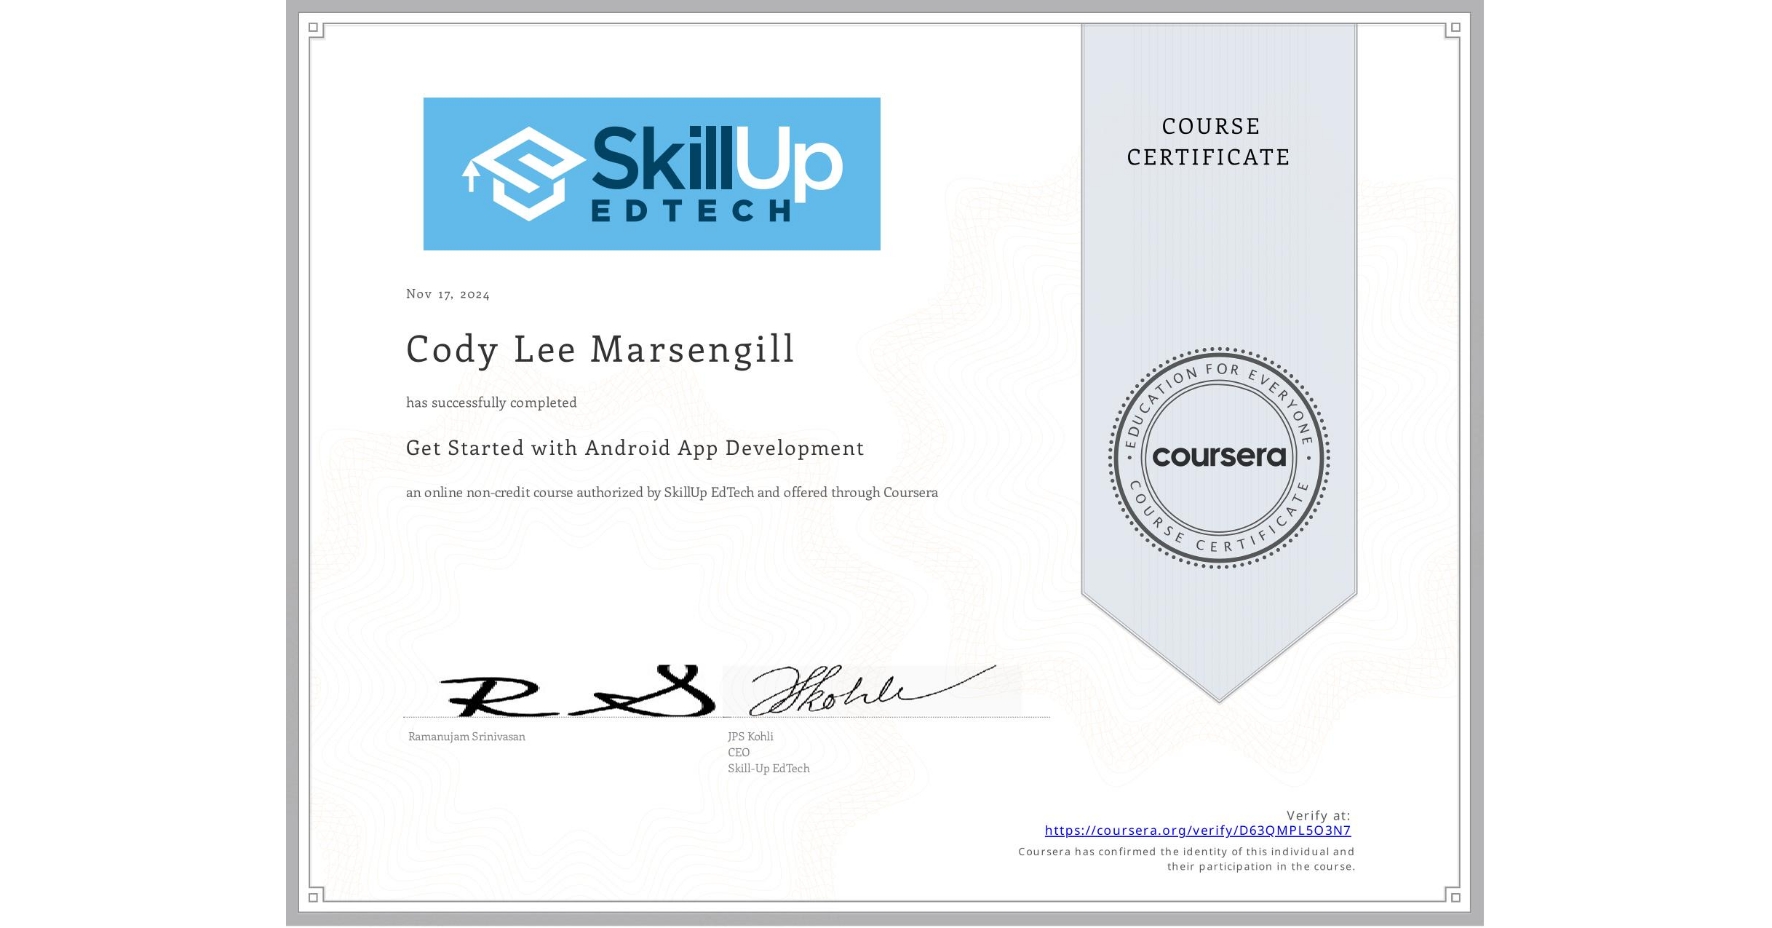 SkillUp
EDTECH
COURSE
CERTIFICATE
Nov 17, 2024
Cody Lee Marsengill
has successfully completed
Get Started with Android App Development
an online non-credit course authorized by SkillUp EdTech and offered through Coursera
EDUCATION FOR EVERYONE
coursera
COURSE CERTIFICATE
Ramanujam Srinivasan
JPS Kohli
CEO
Skill-Up EdTech
Verify at:
https://coursera.org/verify/D63QMPL5O3N7
Coursera has confirmed the identity of this individual and
their participation in the course.